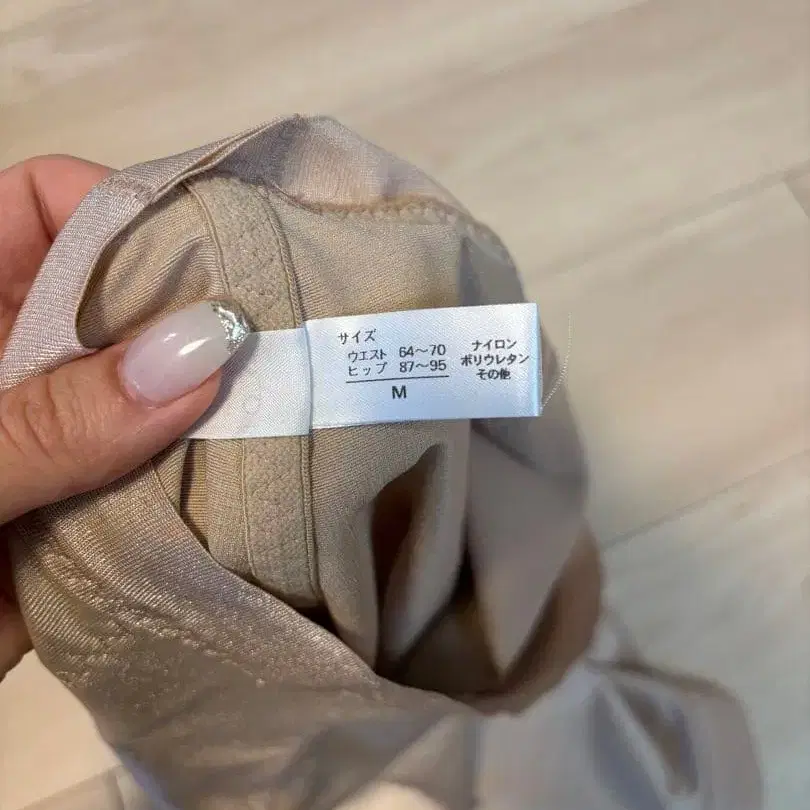 サイズ
ウエスト 64〜70
ヒップ 87〜95
M
ナイロン
ポリウレタン
その他